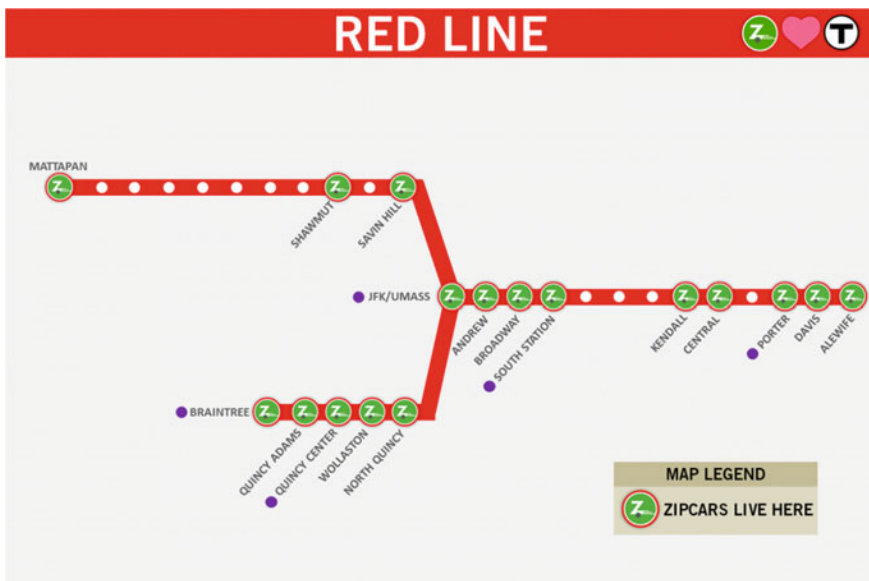 RED LINE
Z
T
MATTAPAN
SHAWMUT
SAVIN HILL
JFK/UMASS
ANDREW
BROADWAY
SOUTH STATION
KENDALL
CENTRAL
PORTER
DAVIS
ALEWIFE
BRAINTREE
QUINCY ADAMS
QUINCY CENTER
WOLLASTON
NORTH QUINCY
MAP LEGEND
Z ZIPCARS LIVE HERE